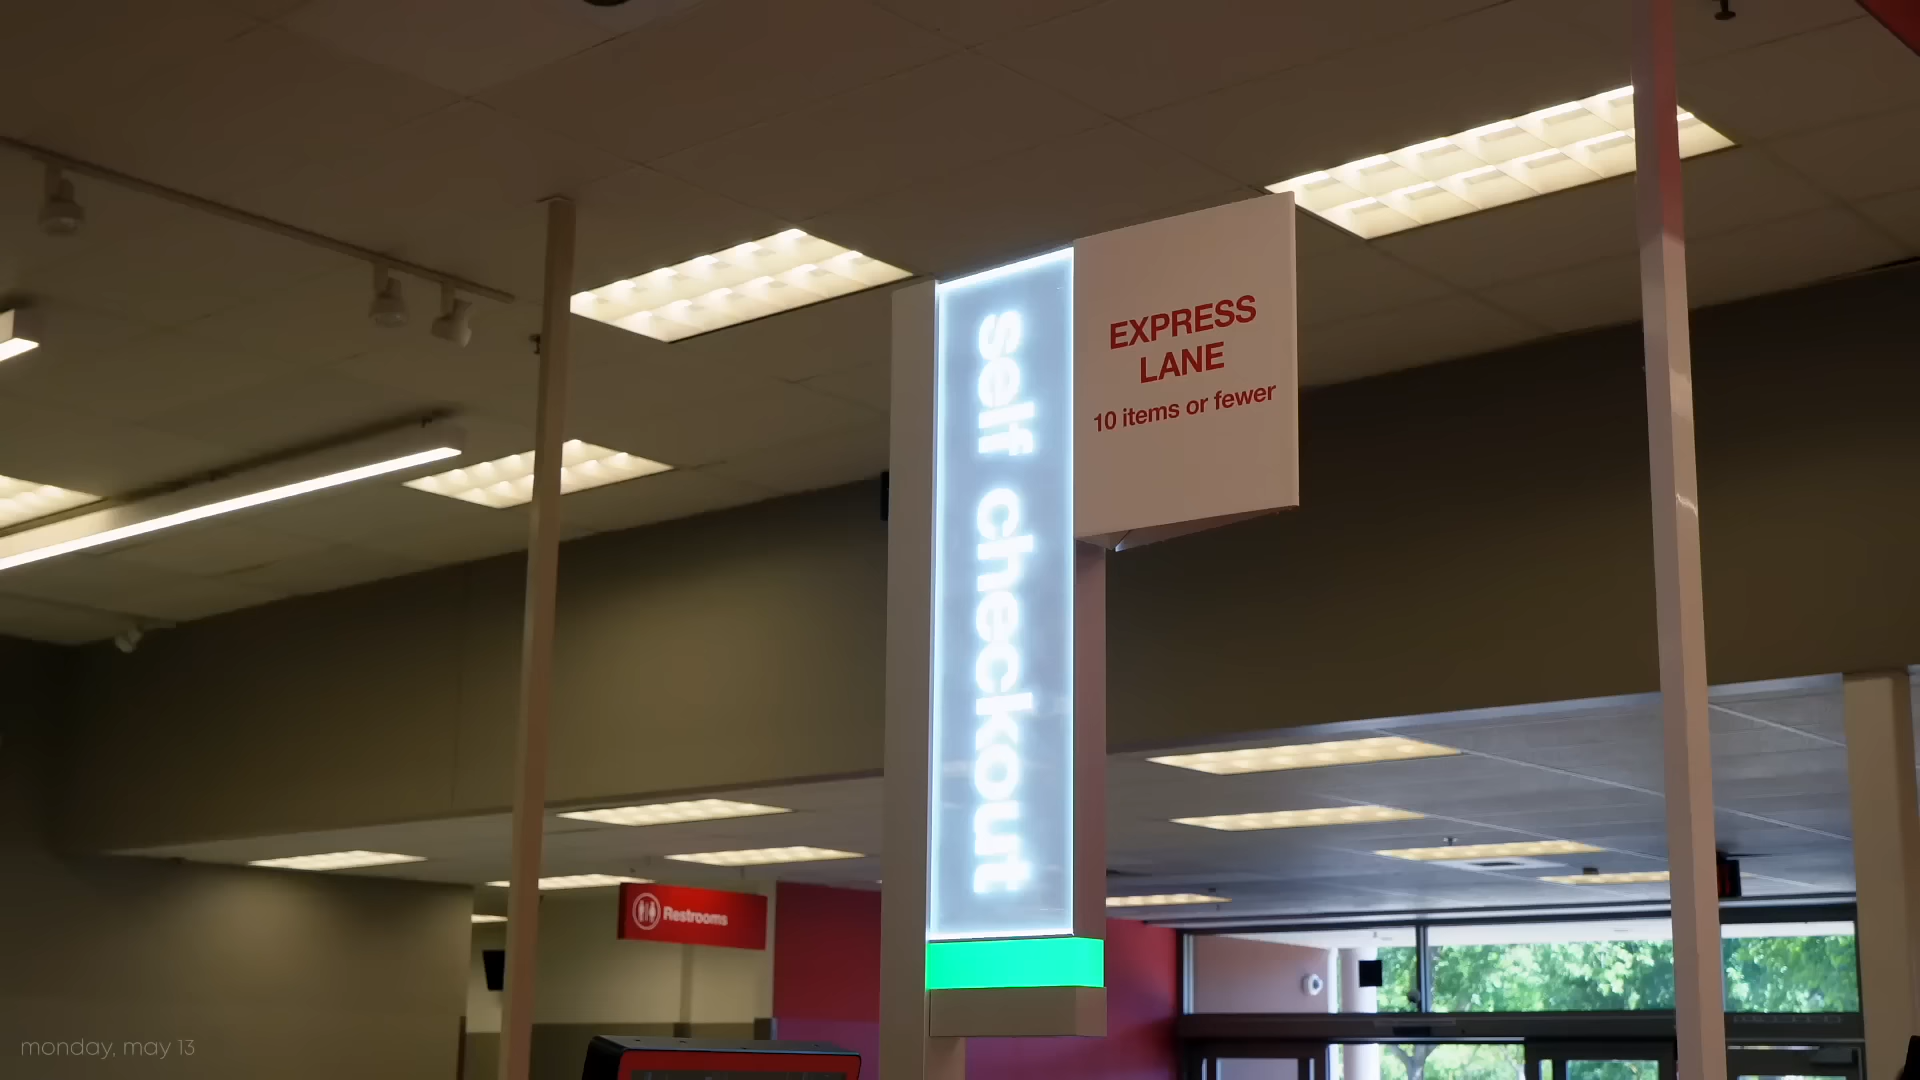 self checkout
EXPRESS
LANE
10 items or fewer
Restrooms
monday, may 13